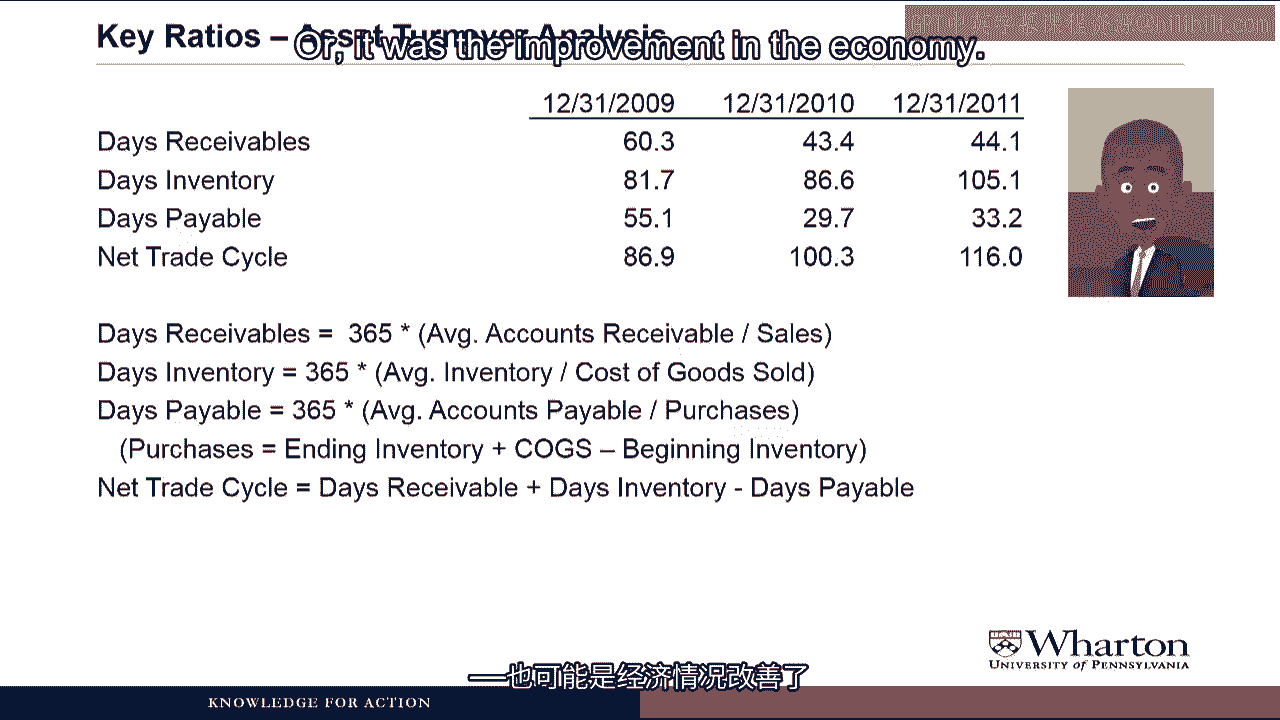 Key Ratios – Asset Turnover Analysis
Or, it was the improvement in the economy.
12/31/2009 12/31/2010 12/31/2011
Days Receivables 60.3 43.4 44.1
Days Inventory 81.7 86.6 105.1
Days Payable 55.1 29.7 33.2
Net Trade Cycle 86.9 100.3 116.0
Days Receivables = 365 * (Avg. Accounts Receivable / Sales)
Days Inventory = 365 * (Avg. Inventory / Cost of Goods Sold)
Days Payable = 365 * (Avg. Accounts Payable / Purchases)
(Purchases = Ending Inventory + COGS – Beginning Inventory)
Net Trade Cycle = Days Receivable + Days Inventory - Days Payable
Wharton
UNIVERSITY of PENNSYLVANIA
——也可能是经济情况改善了
KNOWLEDGE FOR ACTION